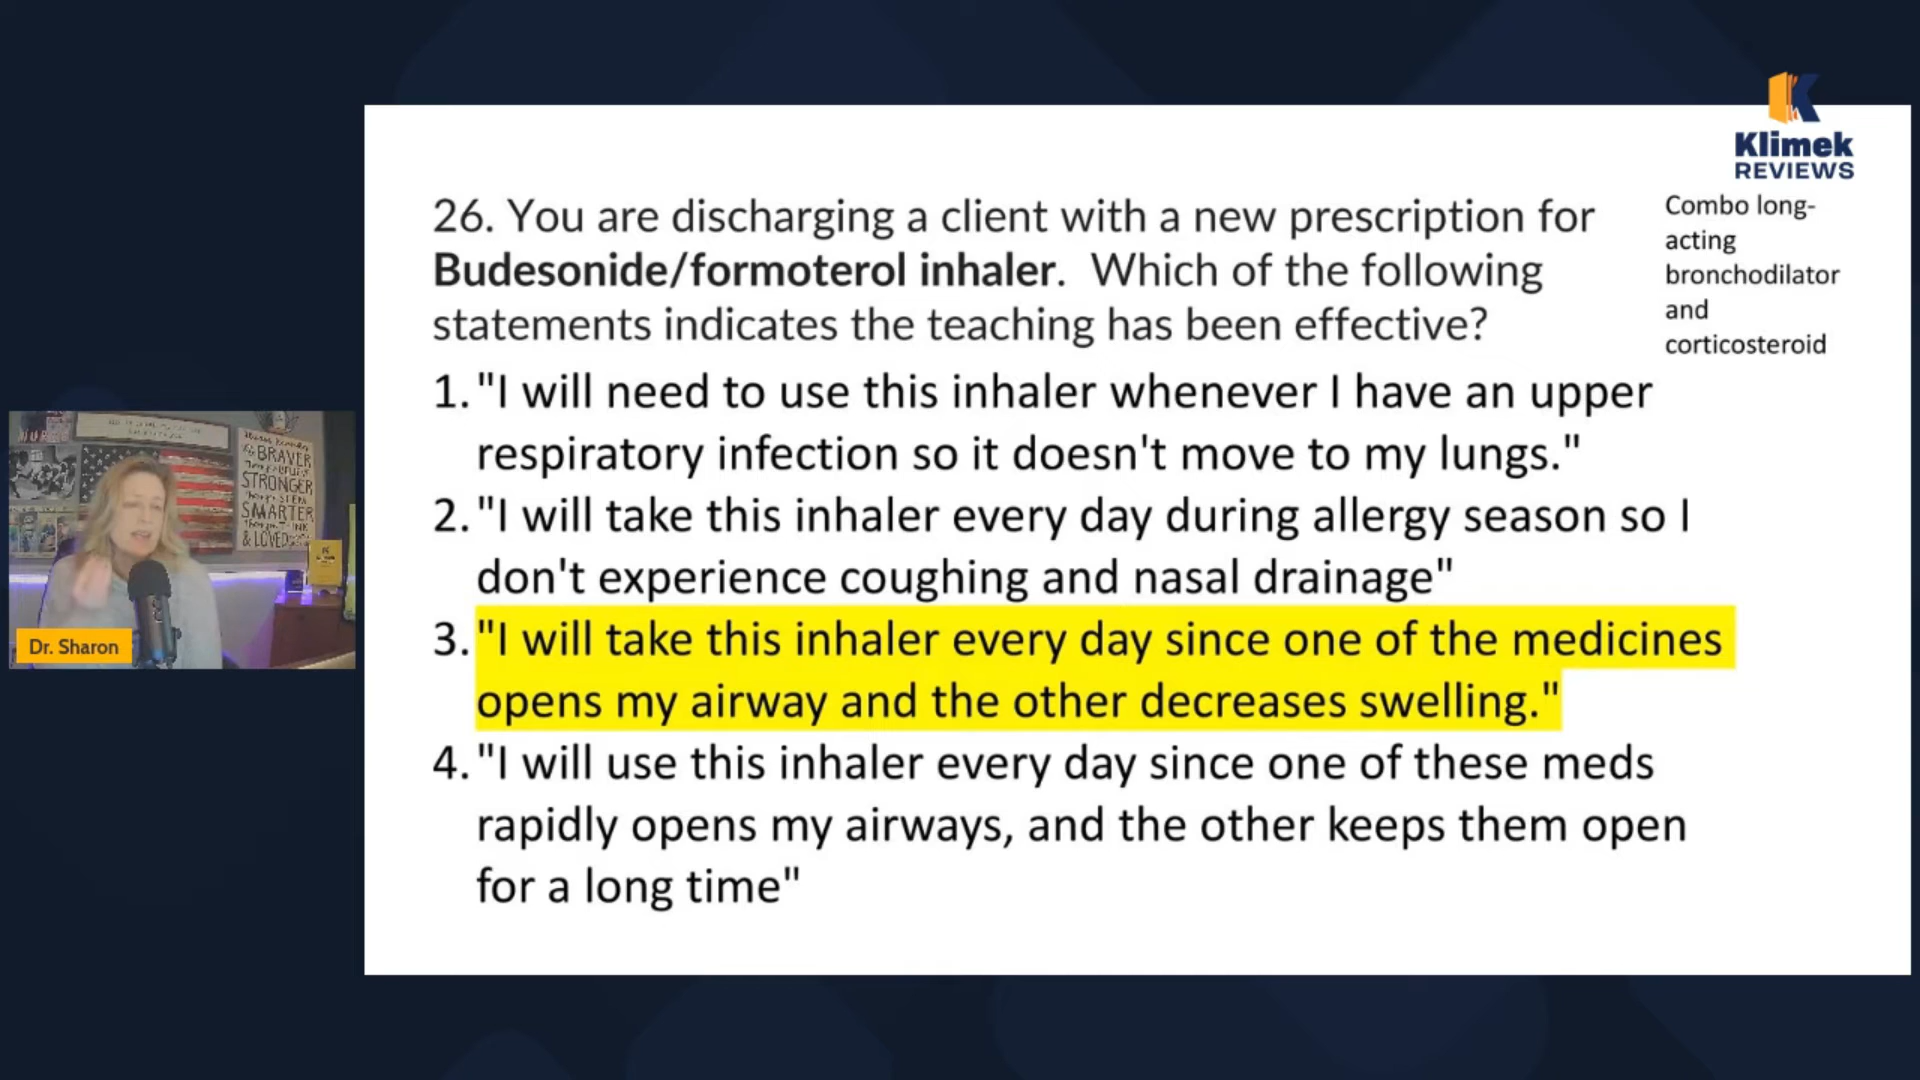 Klimek
REVIEWS
Combo long-
acting
bronchodilator
and
corticosteroid
26. You are discharging a client with a new prescription for
Budesonide/formoterol inhaler.  Which of the following
statements indicates the teaching has been effective?
1. "I will need to use this inhaler whenever I have an upper
respiratory infection so it doesn't move to my lungs."
2. "I will take this inhaler every day during allergy season so I
don't experience coughing and nasal drainage"
3. "I will take this inhaler every day since one of the medicines
opens my airway and the other decreases swelling."
4. "I will use this inhaler every day since one of these meds
rapidly opens my airways, and the other keeps them open
for a long time"
BRAVER
STRONGER
SMARTER
& LOVED
Dr. Sharon